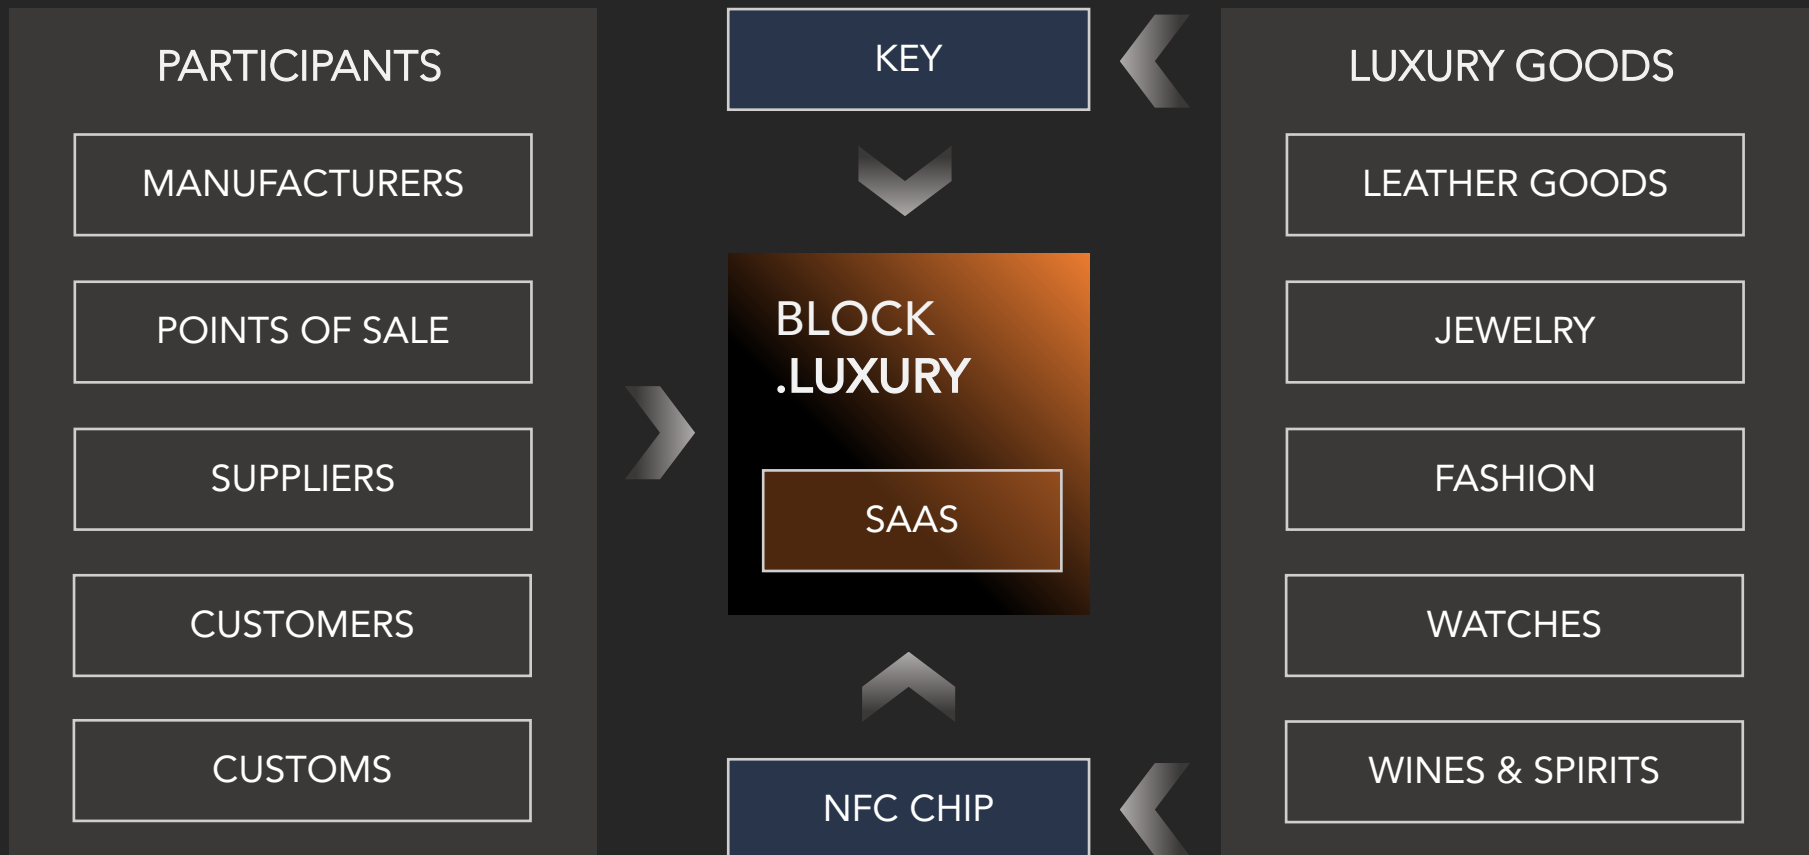 PARTICIPANTS
MANUFACTURERS
POINTS OF SALE
SUPPLIERS
CUSTOMERS
CUSTOMS
KEY
BLOCK
.LUXURY
SAAS
NFC CHIP
LUXURY GOODS
LEATHER GOODS
JEWELRY
FASHION
WATCHES
WINES & SPIRITS